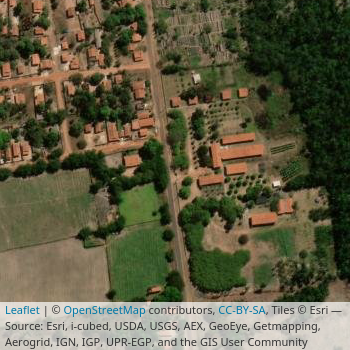 Leaflet | © OpenStreetMap contributors, CC-BY-SA, Tiles © Esri —
Source: Esri, i-cubed, USDA, USGS, AEX, GeoEye, Getmapping,
Aerogrid, IGN, IGP, UPR-EGP, and the GIS User Community